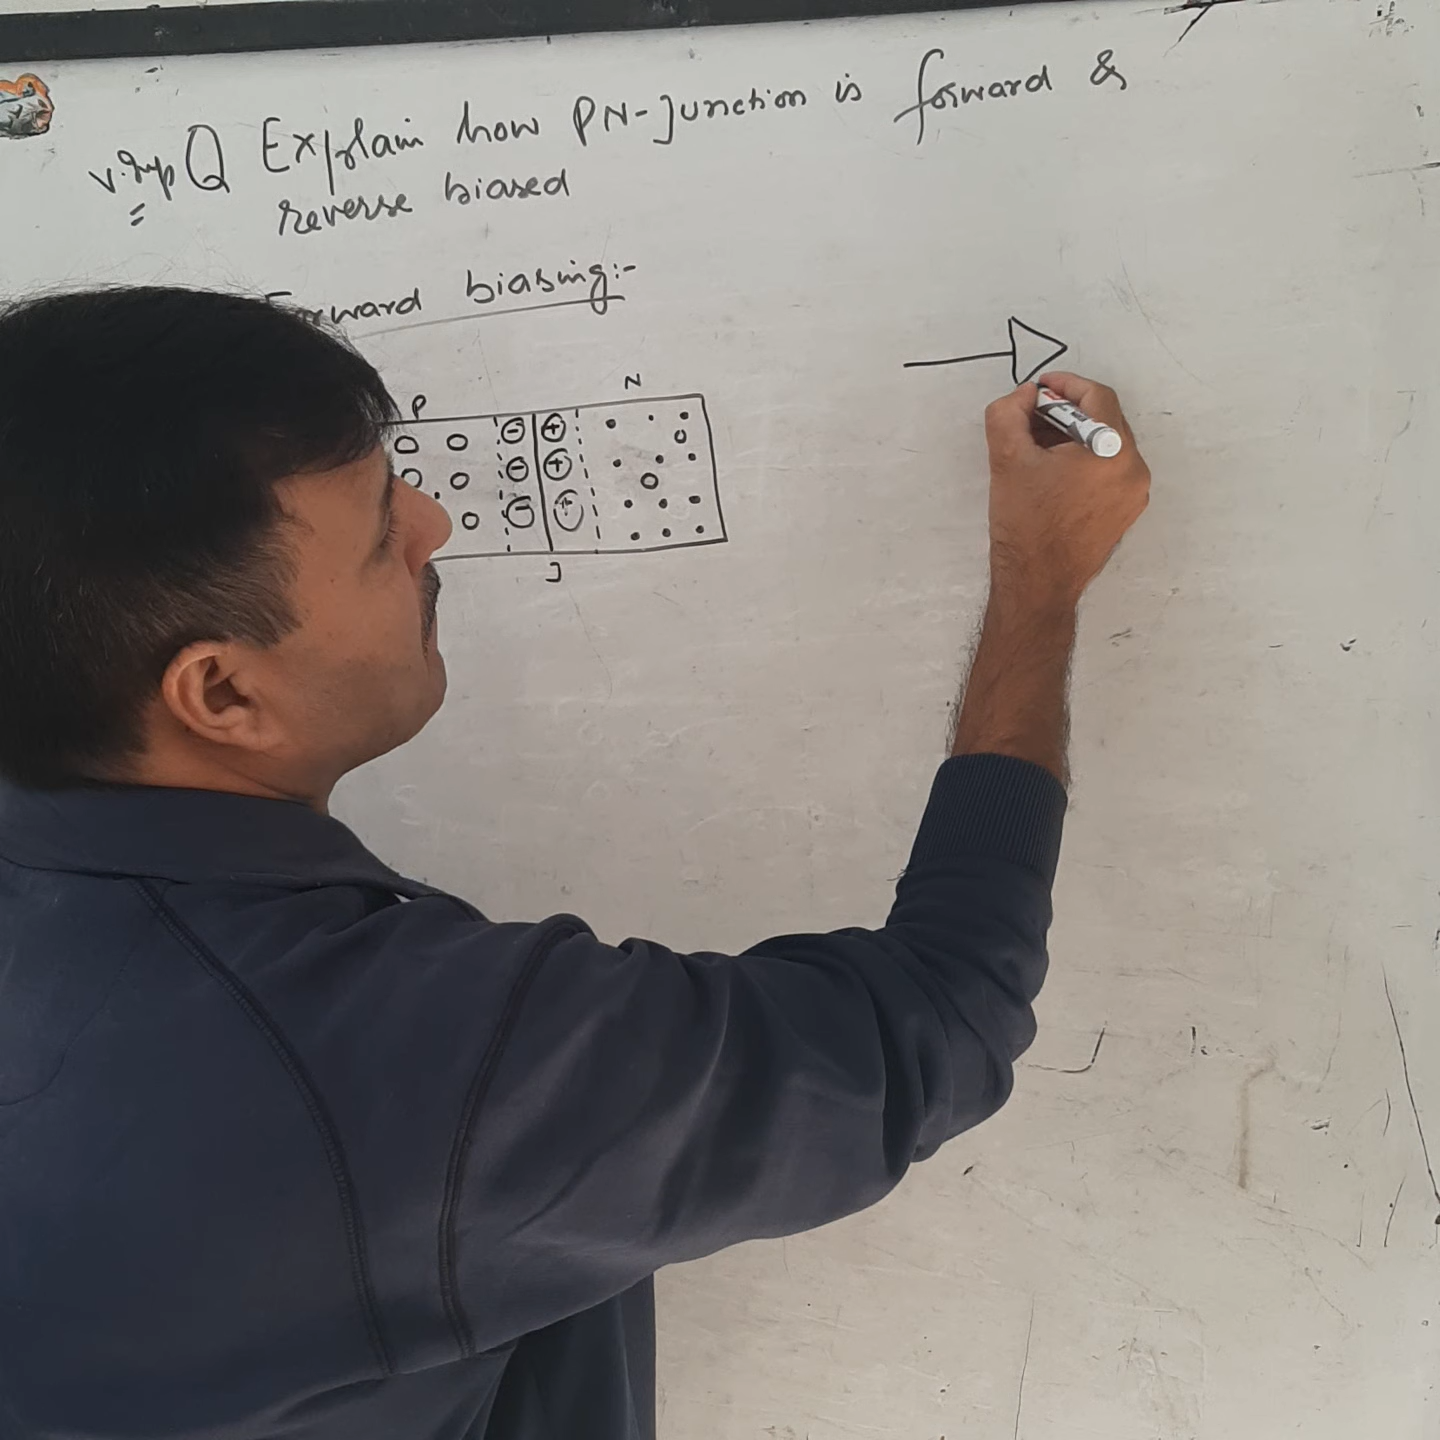 V.Imp Q Explain how PN-Junction is forward &
=
reverse biased
Forward biasing:-
P N
- +
- +
- +
J